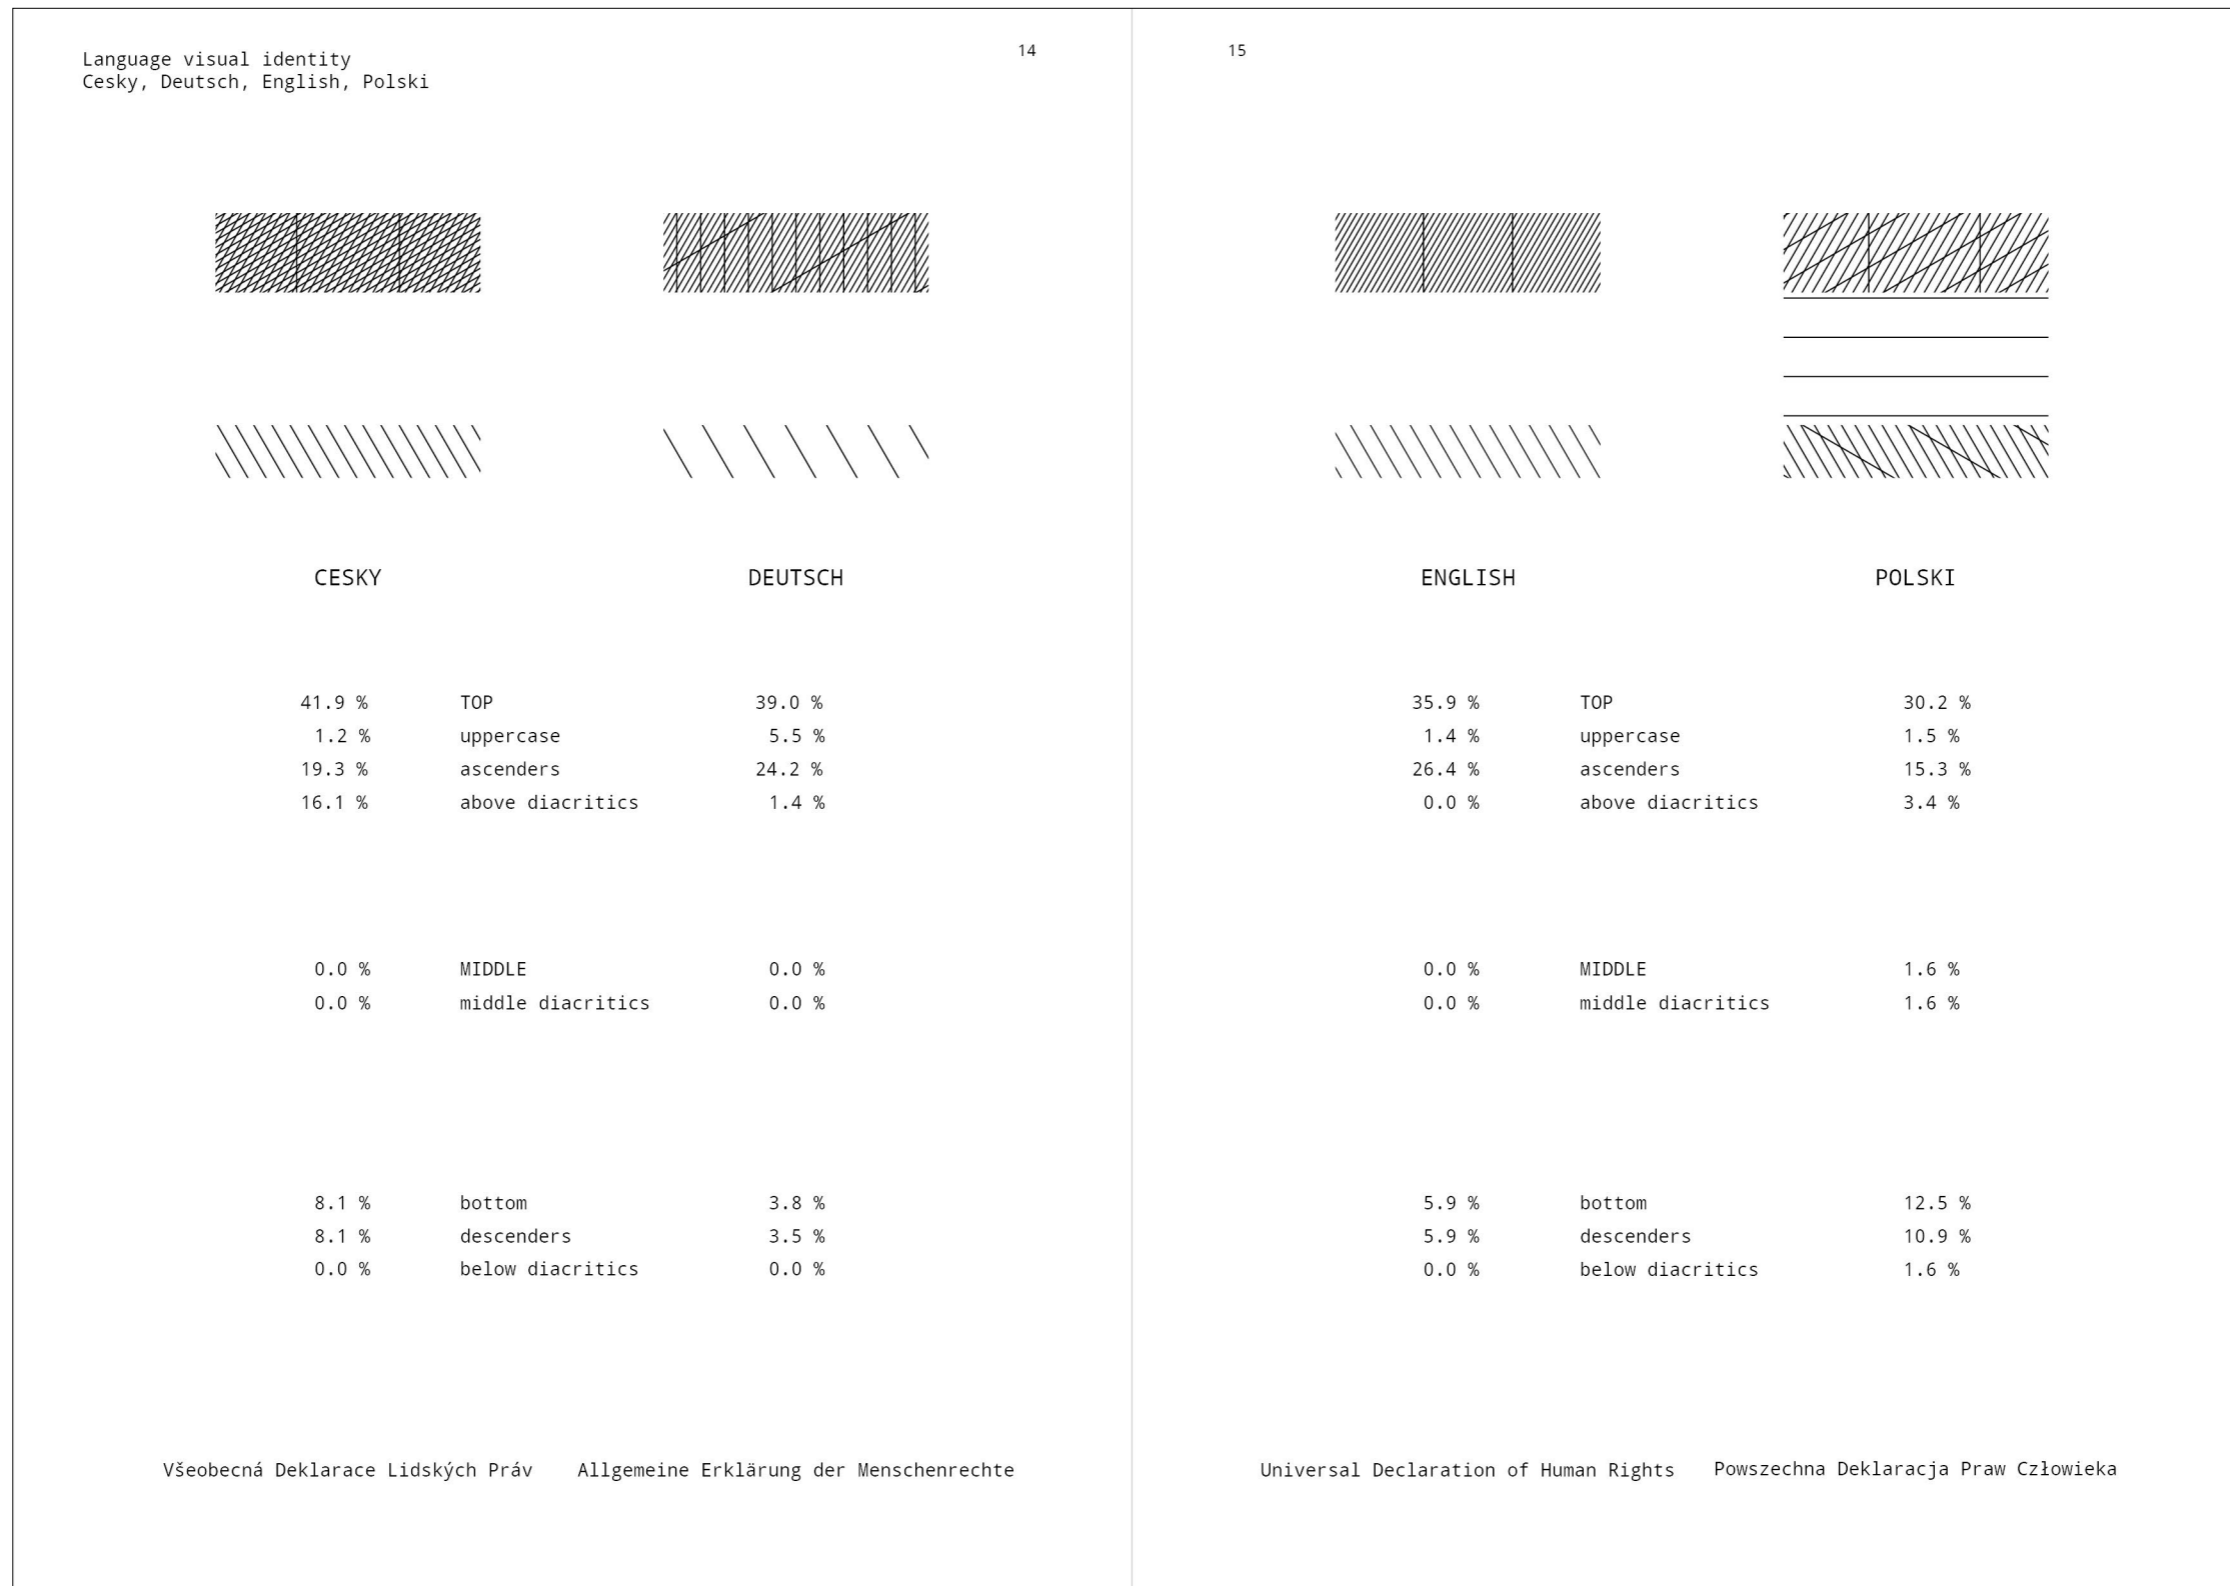 Language visual identity
Cesky, Deutsch, English, Polski
14
CESKY DEUTSCH
41.9 % TOP 39.0 %
1.2 % uppercase 5.5 %
19.3 % ascenders 24.2 %
16.1 % above diacritics 1.4 %
0.0 % MIDDLE 0.0 %
0.0 % middle diacritics 0.0 %
8.1 % bottom 3.8 %
8.1 % descenders 3.5 %
0.0 % below diacritics 0.0 %
Všeobecná Deklarace Lidských Práv Allgemeine Erklärung der Menschenrechte
15
ENGLISH POLSKI
35.9 % TOP 30.2 %
1.4 % uppercase 1.5 %
26.4 % ascenders 15.3 %
0.0 % above diacritics 3.4 %
0.0 % MIDDLE 1.6 %
0.0 % middle diacritics 1.6 %
5.9 % bottom 12.5 %
5.9 % descenders 10.9 %
0.0 % below diacritics 1.6 %
Universal Declaration of Human Rights Powszechna Deklaracja Praw Człowieka